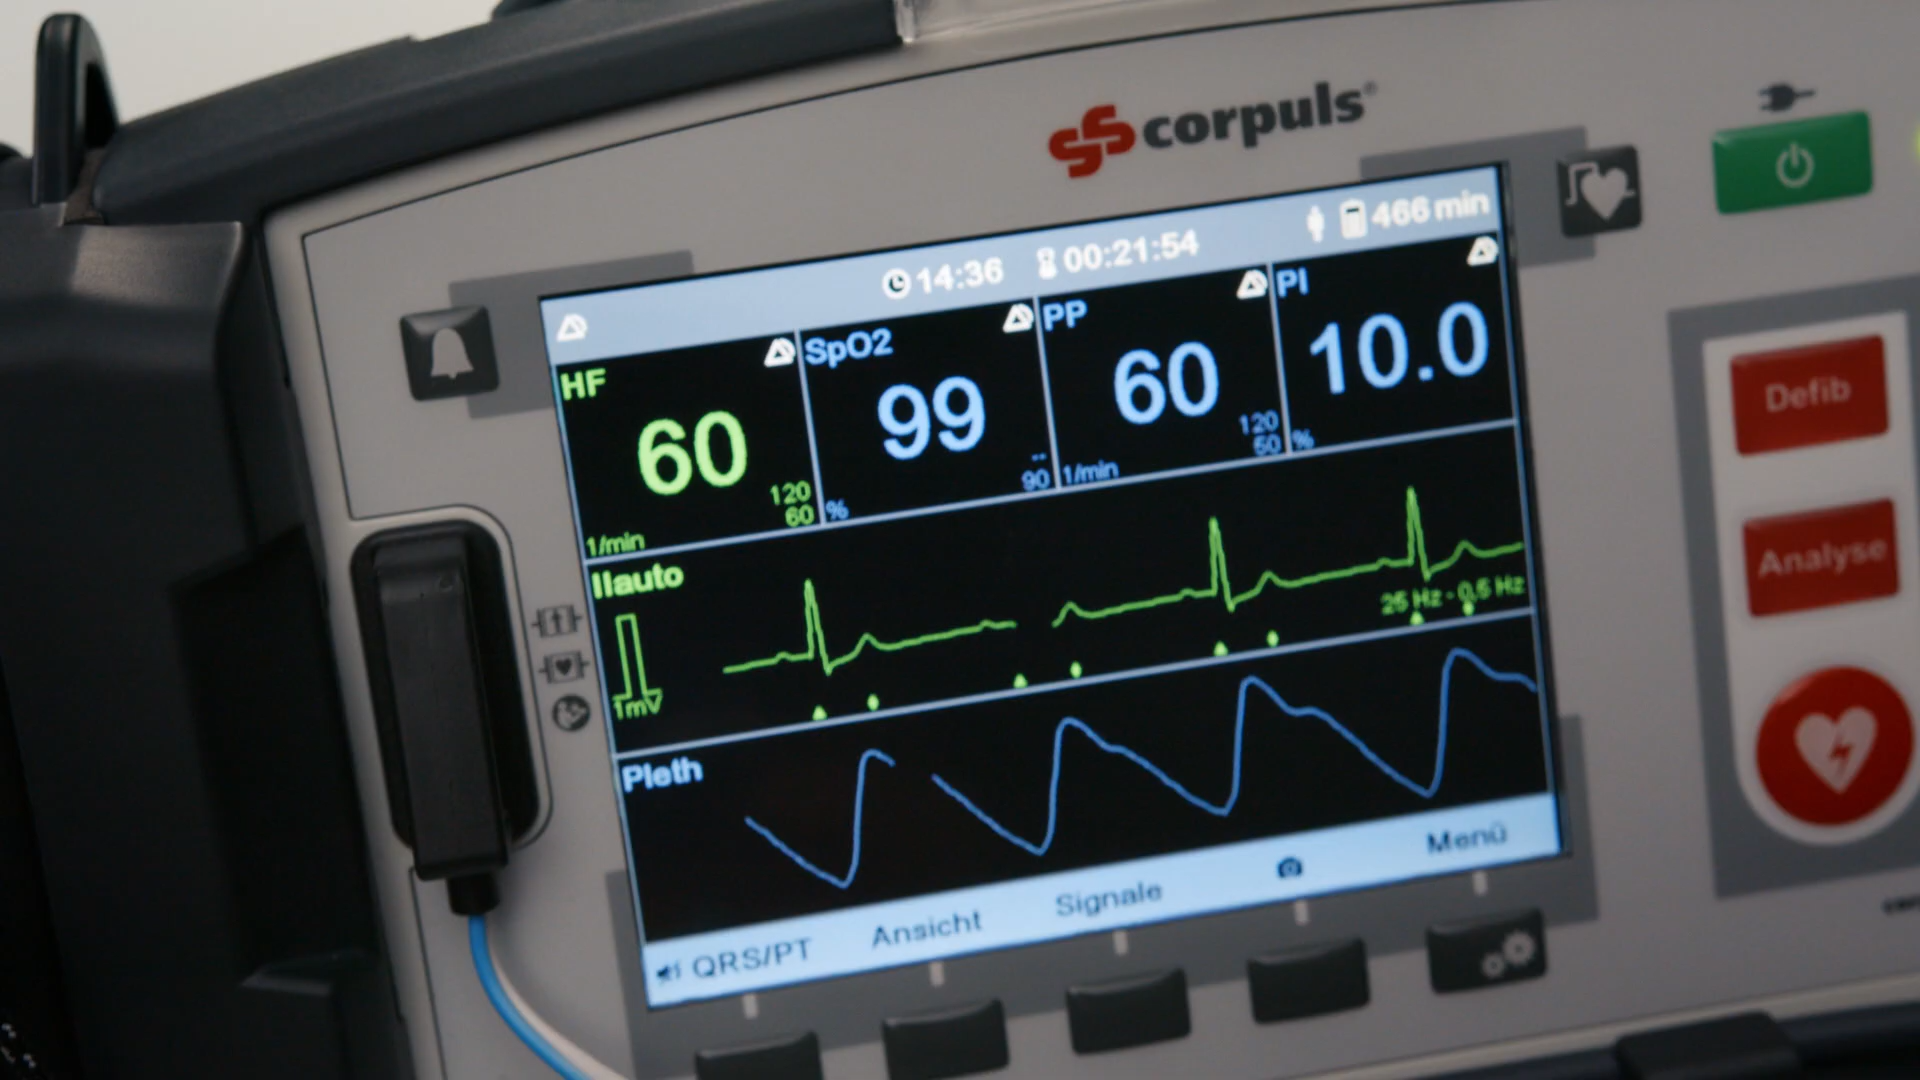 corpuls®
14:36 00:21:54 466 min
HF 60 120 60 1/min
SpO2 99 -- 90 %
PP 60 120 50 1/min
PI 10.0 %
IIauto
1mV
25 Hz - 0,5 Hz
Pleth
QRS/PT Ansicht Signale Menü
Defib
Analyse